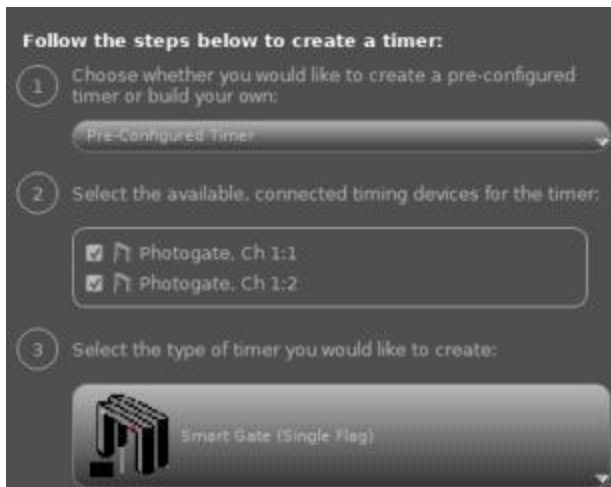 Follow the steps below to create a timer:
1
Choose whether you would like to create a pre-configured
timer or build your own:
Pre-Configured Timer
2
Select the available, connected timing devices for the timer:
Photogate, Ch 1:1
Photogate, Ch 1:2
3
Select the type of timer you would like to create:
Smart Gate (Single Flag)